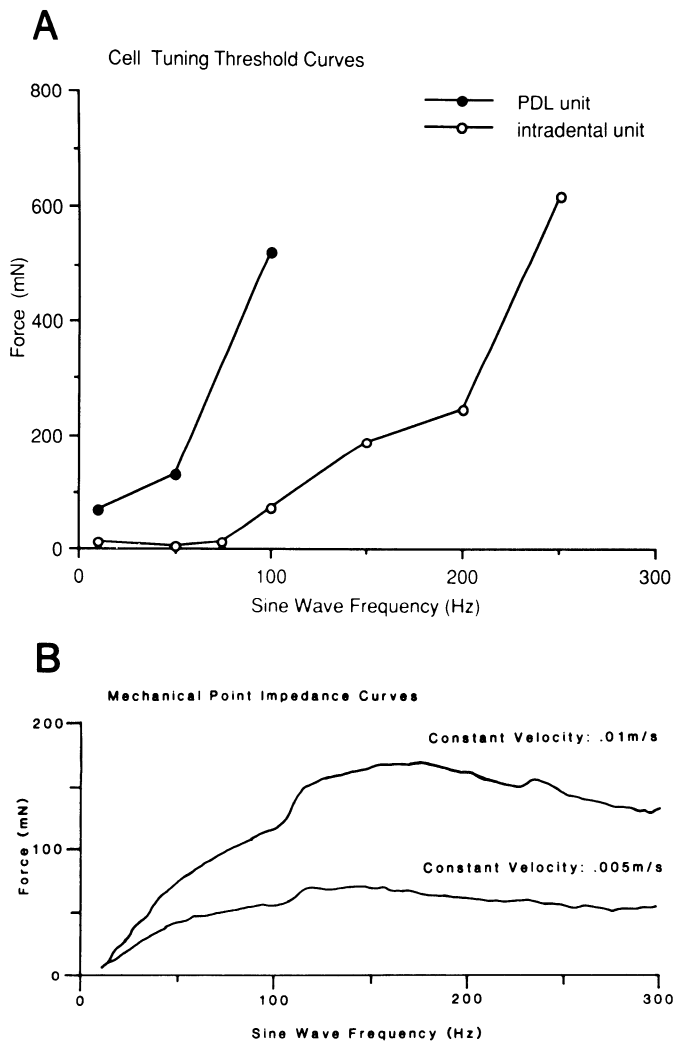 A
Cell Tuning Threshold Curves
800
PDL unit
intradental unit
600
400
200
0
Force (mN)
0
100
200
300
Sine Wave Frequency (Hz)
B
Mechanical Point Impedance Curves
200
Constant Velocity: .01m/s
100
Constant Velocity: .005m/s
0
Force (mN)
0
100
200
300
Sine Wave Frequency (Hz)